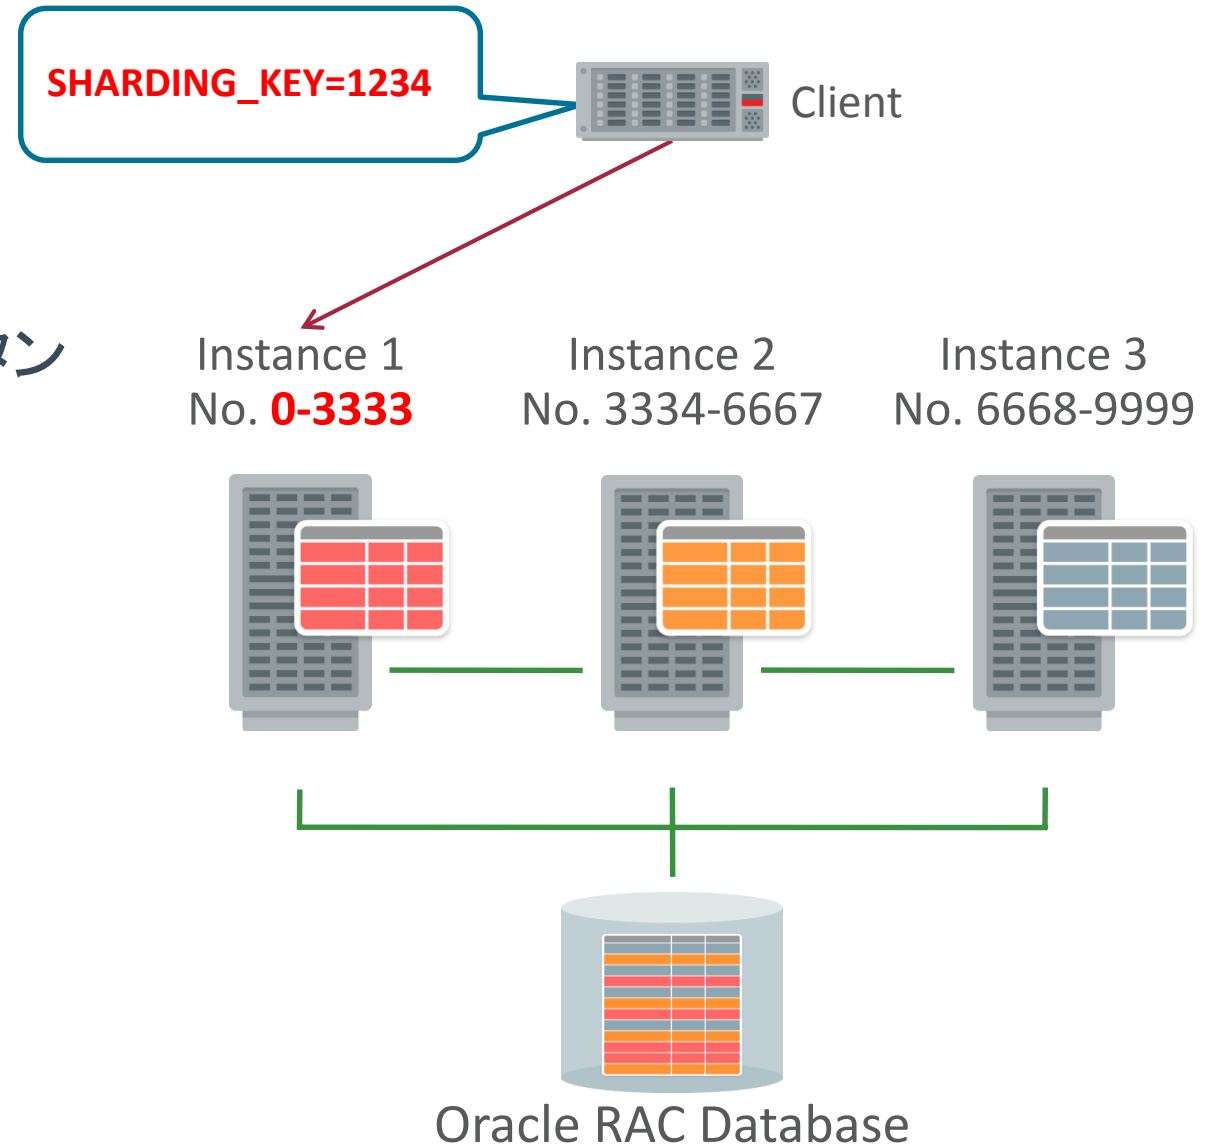 SHARDING_KEY=1234
Client
ン
Instance 1
No. 0-3333
Instance 2
No. 3334-6667
Instance 3
No. 6668-9999
Oracle RAC Database